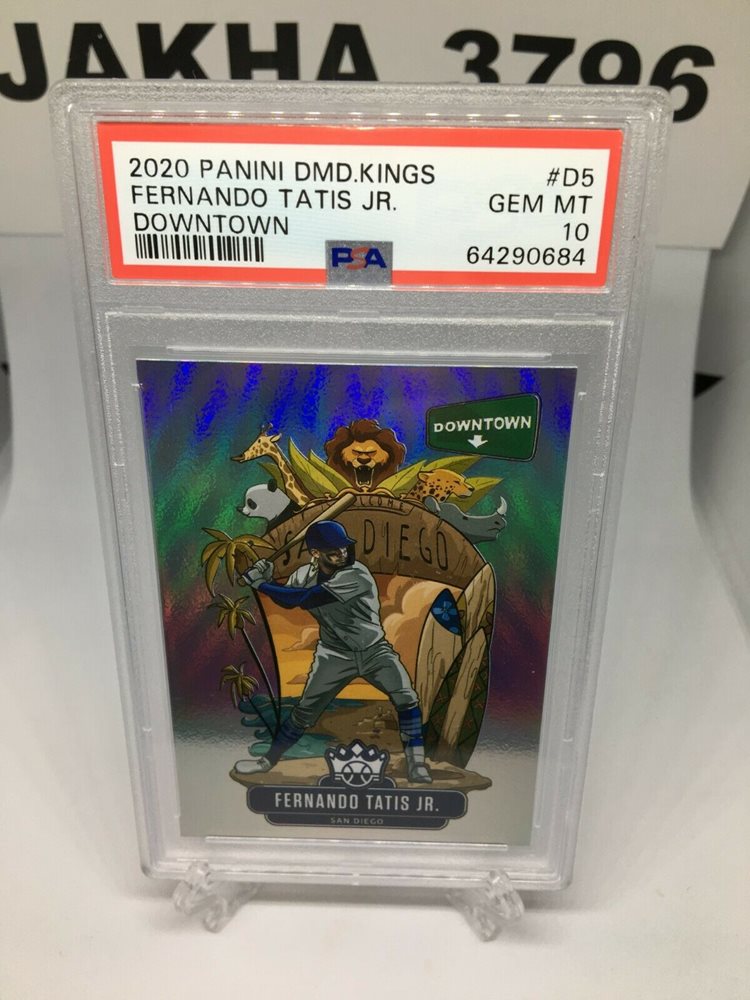 JAKHA 3796
2020 PANINI DMD.KINGS #D5
FERNANDO TATIS JR. GEM MT
DOWNTOWN 10
PSA 64290684
DOWNTOWN
SAN DIEGO
FERNANDO TATIS JR.
SAN DIEGO